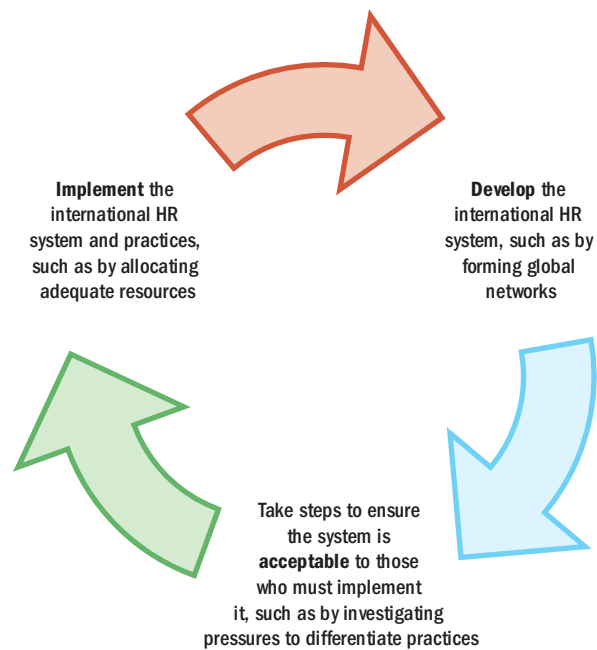 Implement the
international HR
system and practices,
such as by allocating
adequate resources
Develop the
international HR
system, such as by
forming global
networks
Take steps to ensure
the system is
acceptable to those
who must implement
it, such as by investigating
pressures to differentiate practices